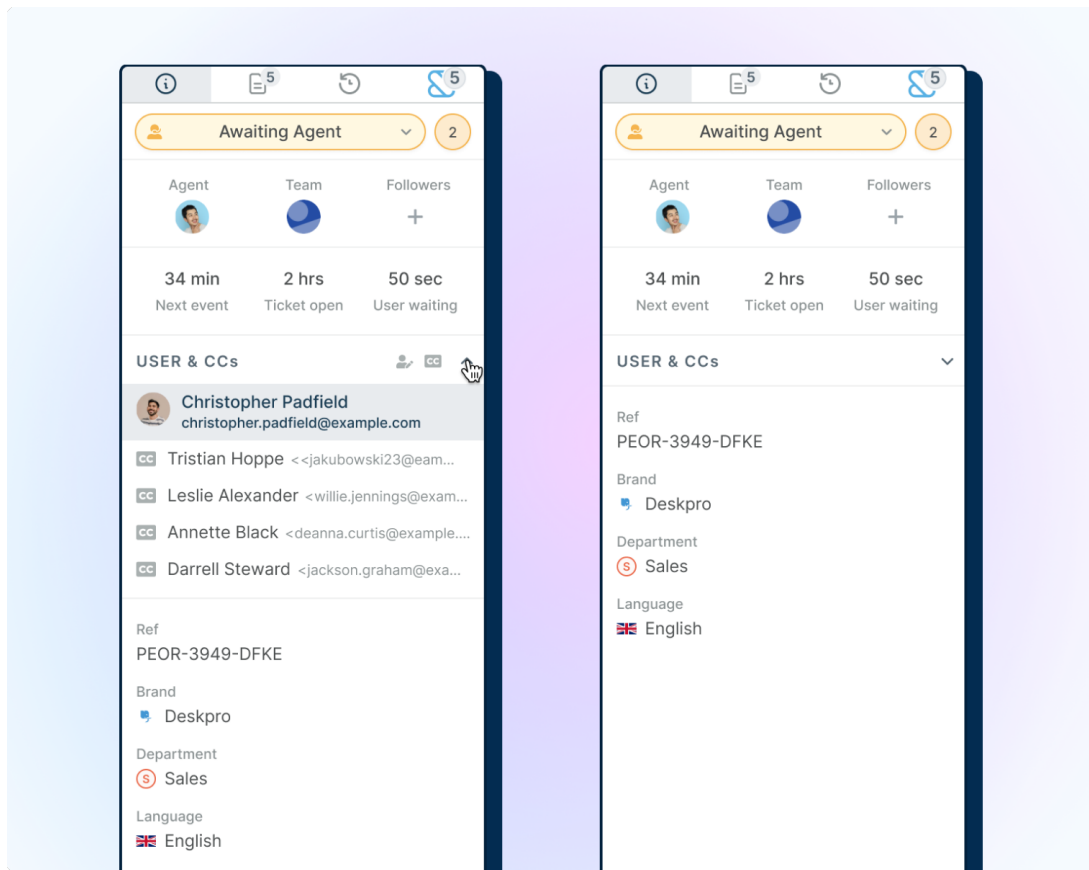 5 5
Awaiting Agent 2
Agent Team Followers
34 min 2 hrs 50 sec
Next event Ticket open User waiting
USER & CCs CC
Christopher Padfield
christopher.padfield@example.com
CC Tristian Hoppe <<jakubowski23@eam...
CC Leslie Alexander <willie.jennings@exam...
CC Annette Black <deanna.curtis@example....
CC Darrell Steward <jackson.graham@exa...
Ref
PEOR-3949-DFKE
Brand
Deskpro
Department
S Sales
Language
English
5 5
Awaiting Agent 2
Agent Team Followers
34 min 2 hrs 50 sec
Next event Ticket open User waiting
USER & CCs
Ref
PEOR-3949-DFKE
Brand
Deskpro
Department
S Sales
Language
English